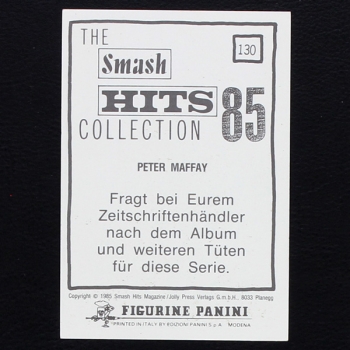 THE
130
Smash
HITS 85
COLLECTION
PETER MAFFAY
Fragt bei Eurem
Zeitschriftenhändler
nach dem Album
und weiteren Tüten
für diese Serie.
Copyright © 1985 Smash Hits Magazine/Jolly Press Verlags G.m.b.H.; 8033 Planegg
FIGURINE PANINI
PRINTED IN ITALY BY EDIZIONI PANINI S.p.A. MODENA